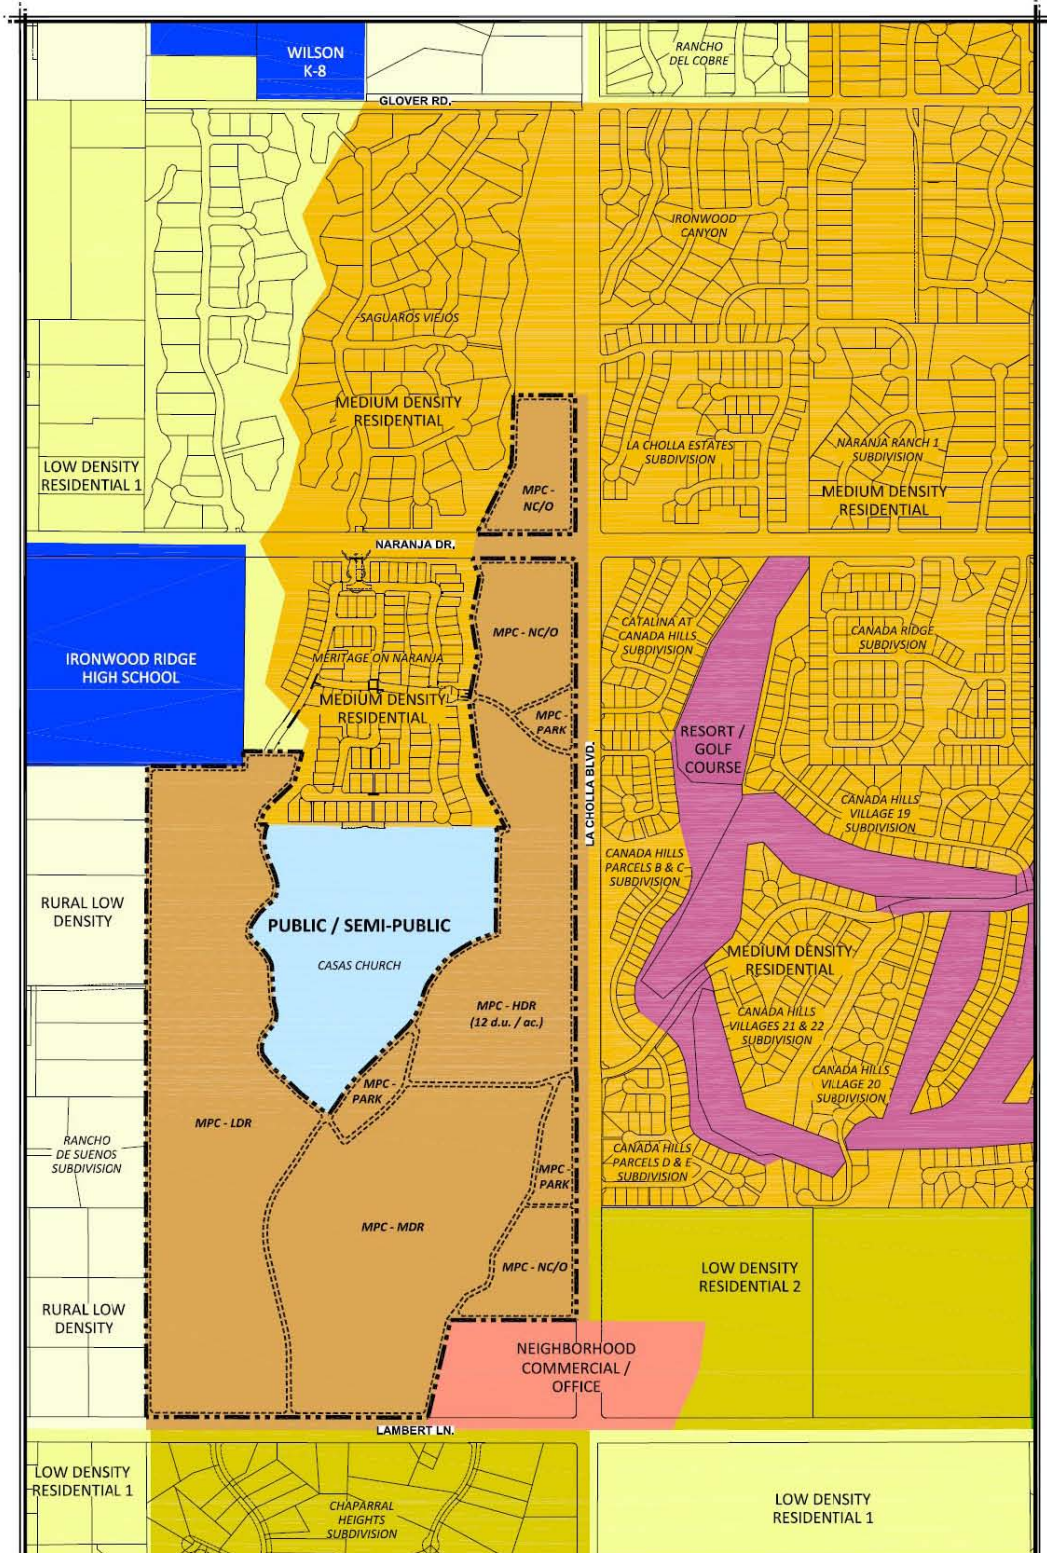 WILSON
K-8
RANCHO
DEL COBRE
GLOVER RD.
IRONWOOD
CANYON
SAGUAROS VIEJOS
MEDIUM DENSITY
RESIDENTIAL
LA CHOLLA ESTATES
SUBDIVISION
NARANJA RANCH 1
SUBDIVISION
LOW DENSITY
RESIDENTIAL 1
MPC -
NC/O
MEDIUM DENSITY
RESIDENTIAL
NARANJA DR.
CATALINA AT
CANADA HILLS
SUBDIVISION
CANADA RIDGE
SUBDIVSION
MPC - NC/O
IRONWOOD RIDGE
HIGH SCHOOL
MERITAGE ON NARANJA
MEDIUM DENSITY
RESIDENTIAL
MPC -
PARK
RESORT /
GOLF
COURSE
LA CHOLLA BLVD.
CANADA HILLS
VILLAGE 19
SUBDIVISION
CANADA HILLS
PARCELS B & C
SUBDIVISION
RURAL LOW
DENSITY
PUBLIC / SEMI-PUBLIC
CASAS CHURCH
MEDIUM DENSITY
RESIDENTIAL
MPC - HDR
(12 d.u. / ac.)
CANADA HILLS
VILLAGES 21 & 22
SUBDIVISION
CANADA HILLS
VILLAGE 20
SUBDIVISION
MPC -
PARK
MPC - LDR
RANCHO
DE SUENOS
SUBDIVISION
CANADA HILLS
PARCELS D & E
SUBDIVISION
MPC -
PARK
MPC - MDR
MPC - NC/O
LOW DENSITY
RESIDENTIAL 2
RURAL LOW
DENSITY
NEIGHBORHOOD
COMMERCIAL /
OFFICE
LAMBERT LN.
LOW DENSITY
RESIDENTIAL 1
CHAPARRAL
HEIGHTS
SUBDIVISION
LOW DENSITY
RESIDENTIAL 1